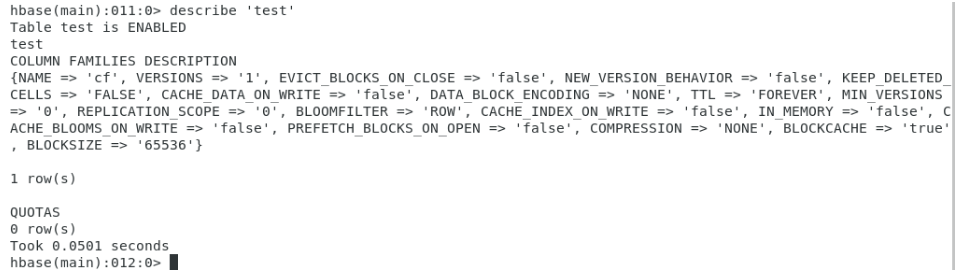 hbase(main):011:0> describe 'test'
Table test is ENABLED
test
COLUMN FAMILIES DESCRIPTION
{NAME => 'cf', VERSIONS => '1', EVICT_BLOCKS_ON_CLOSE => 'false', NEW_VERSION_BEHAVIOR => 'false', KEEP_DELETED_
CELLS => 'FALSE', CACHE_DATA_ON_WRITE => 'false', DATA_BLOCK_ENCODING => 'NONE', TTL => 'FOREVER', MIN_VERSIONS
=> '0', REPLICATION_SCOPE => '0', BLOOMFILTER => 'ROW', CACHE_INDEX_ON_WRITE => 'false', IN_MEMORY => 'false', C
ACHE_BLOOMS_ON_WRITE => 'false', PREFETCH_BLOCKS_ON_OPEN => 'false', COMPRESSION => 'NONE', BLOCKCACHE => 'true'
, BLOCKSIZE => '65536'}
1 row(s)
QUOTAS
0 row(s)
Took 0.0501 seconds
hbase(main):012:0>